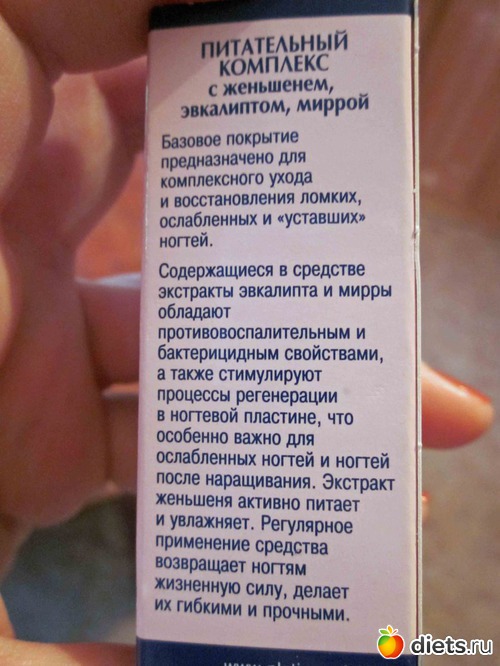 ПИТАТЕЛЬНЫЙ
КОМПЛЕКС
с женьшенем,
эвкалиптом, миррой
Базовое покрытие
предназначено для
комплексного ухода
и восстановления ломких,
ослабленных и «уставших»
ногтей.
Содержащиеся в средстве
экстракты эвкалипта и мирры
обладают
противовоспалительным и
бактерицидным свойствами,
а также стимулируют
процессы регенерации
в ногтевой пластине, что
особенно важно для
ослабленных ногтей и ногтей
после наращивания. Экстракт
женьшеня активно питает
и увлажняет. Регулярное
применение средства
возвращает ногтям
жизненную силу, делает
их гибкими и прочными.
diets.ru